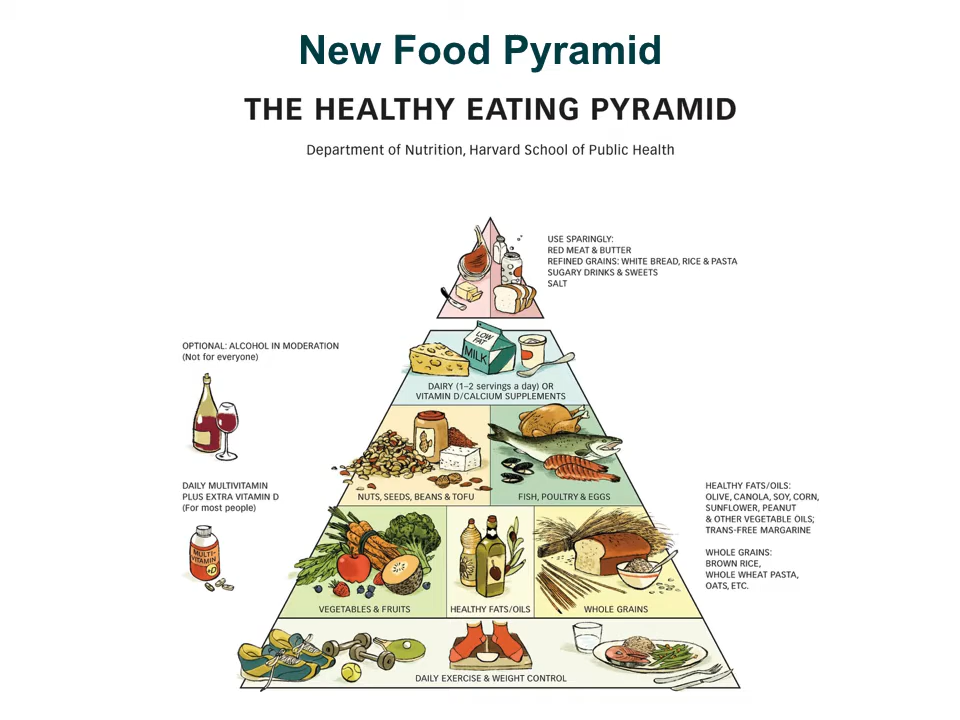 New Food Pyramid
THE HEALTHY EATING PYRAMID
Department of Nutrition, Harvard School of Public Health
USE SPARINGLY:
RED MEAT & BUTTER
REFINED GRAINS: WHITE BREAD, RICE & PASTA
SUGARY DRINKS & SWEETS
SALT
OPTIONAL: ALCOHOL IN MODERATION
(Not for everyone)
LOW
FAT
MILK
DAIRY (1–2 servings a day) OR
VITAMIN D/CALCIUM SUPPLEMENTS
NUTS, SEEDS, BEANS & TOFU
FISH, POULTRY & EGGS
DAILY MULTIVITAMIN
PLUS EXTRA VITAMIN D
(For most people)
MULTI-
VITAMIN
+D
HEALTHY FATS/OILS:
OLIVE, CANOLA, SOY, CORN,
SUNFLOWER, PEANUT
& OTHER VEGETABLE OILS;
TRANS-FREE MARGARINE
WHOLE GRAINS:
BROWN RICE,
WHOLE WHEAT PASTA,
OATS, ETC.
VEGETABLES & FRUITS
HEALTHY FATS/OILS
WHOLE GRAINS
DAILY EXERCISE & WEIGHT CONTROL